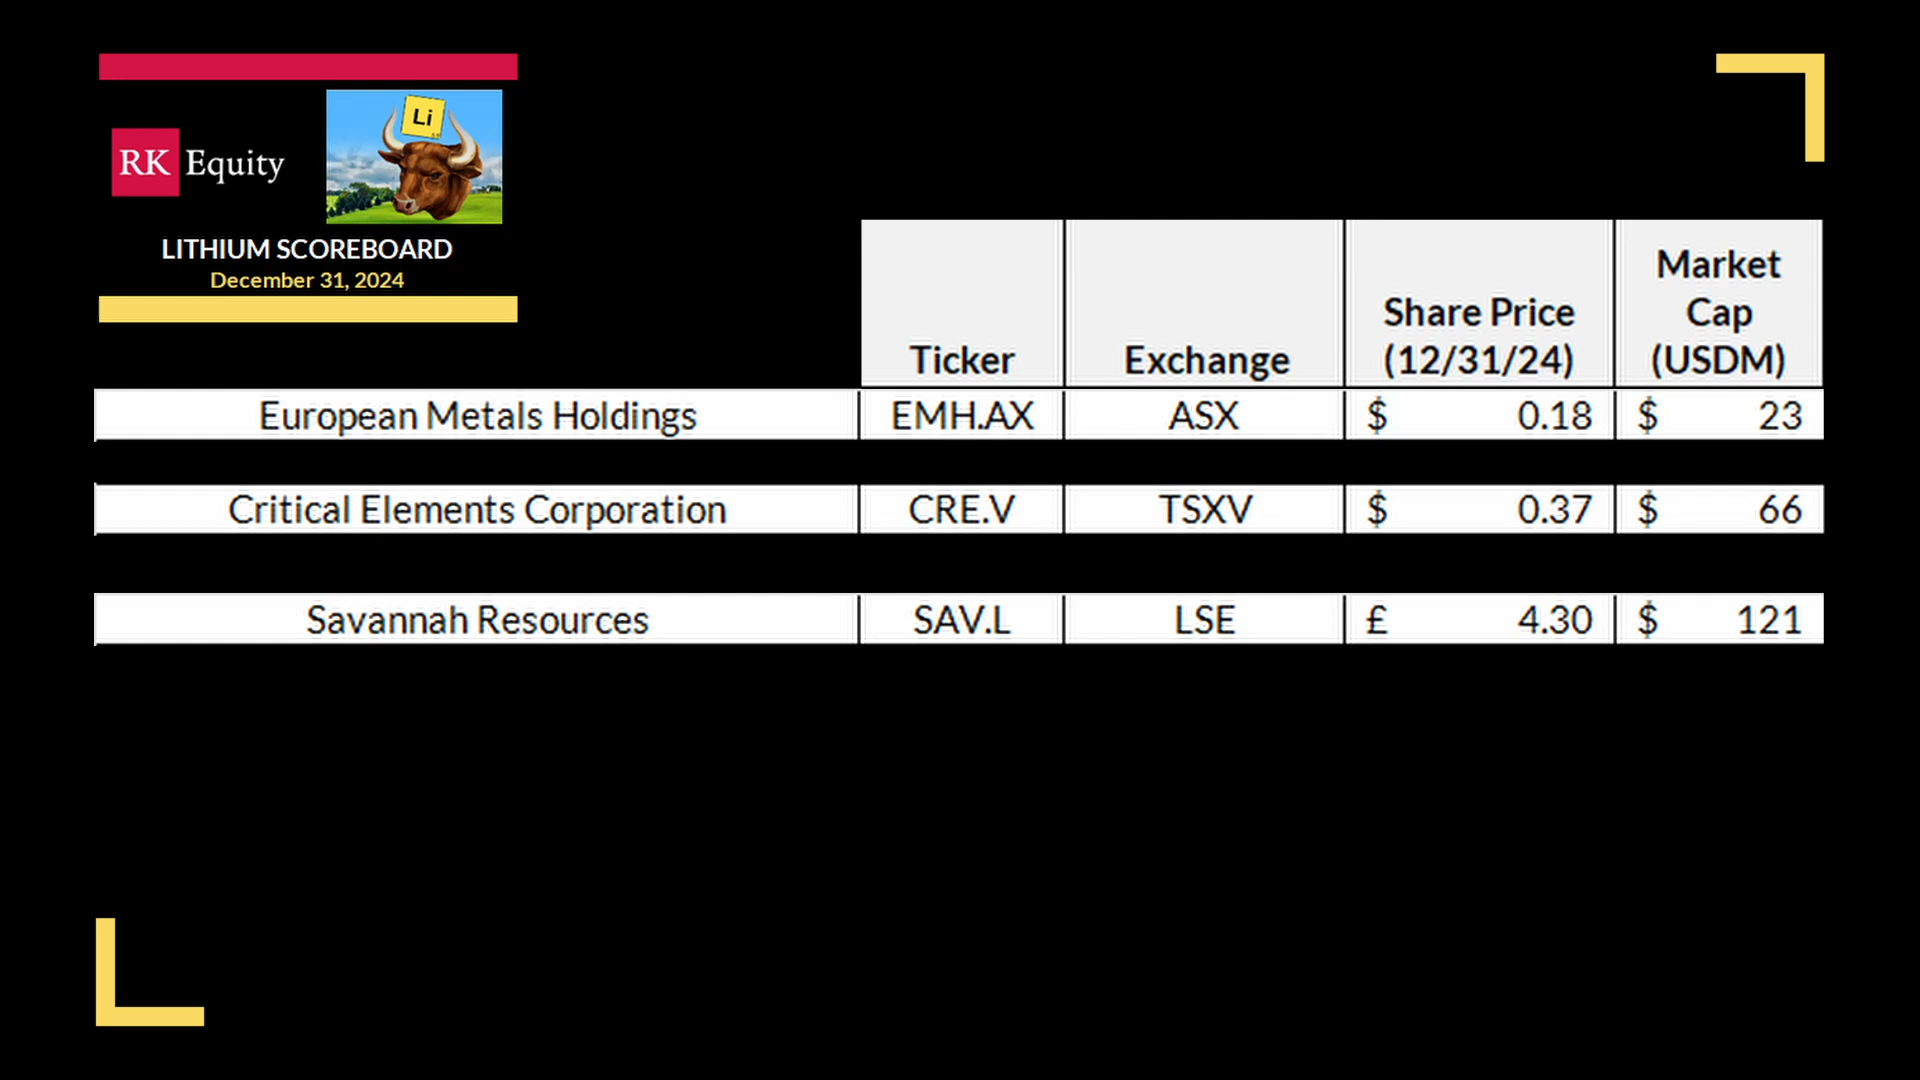 RK Equity
Li
LITHIUM SCOREBOARD
December 31, 2024
Ticker Exchange Share Price (12/31/24) Market Cap (USDM)
European Metals Holdings EMH.AX ASX $ 0.18 $ 23
Critical Elements Corporation CRE.V TSXV $ 0.37 $ 66
Savannah Resources SAV.L LSE £ 4.30 $ 121